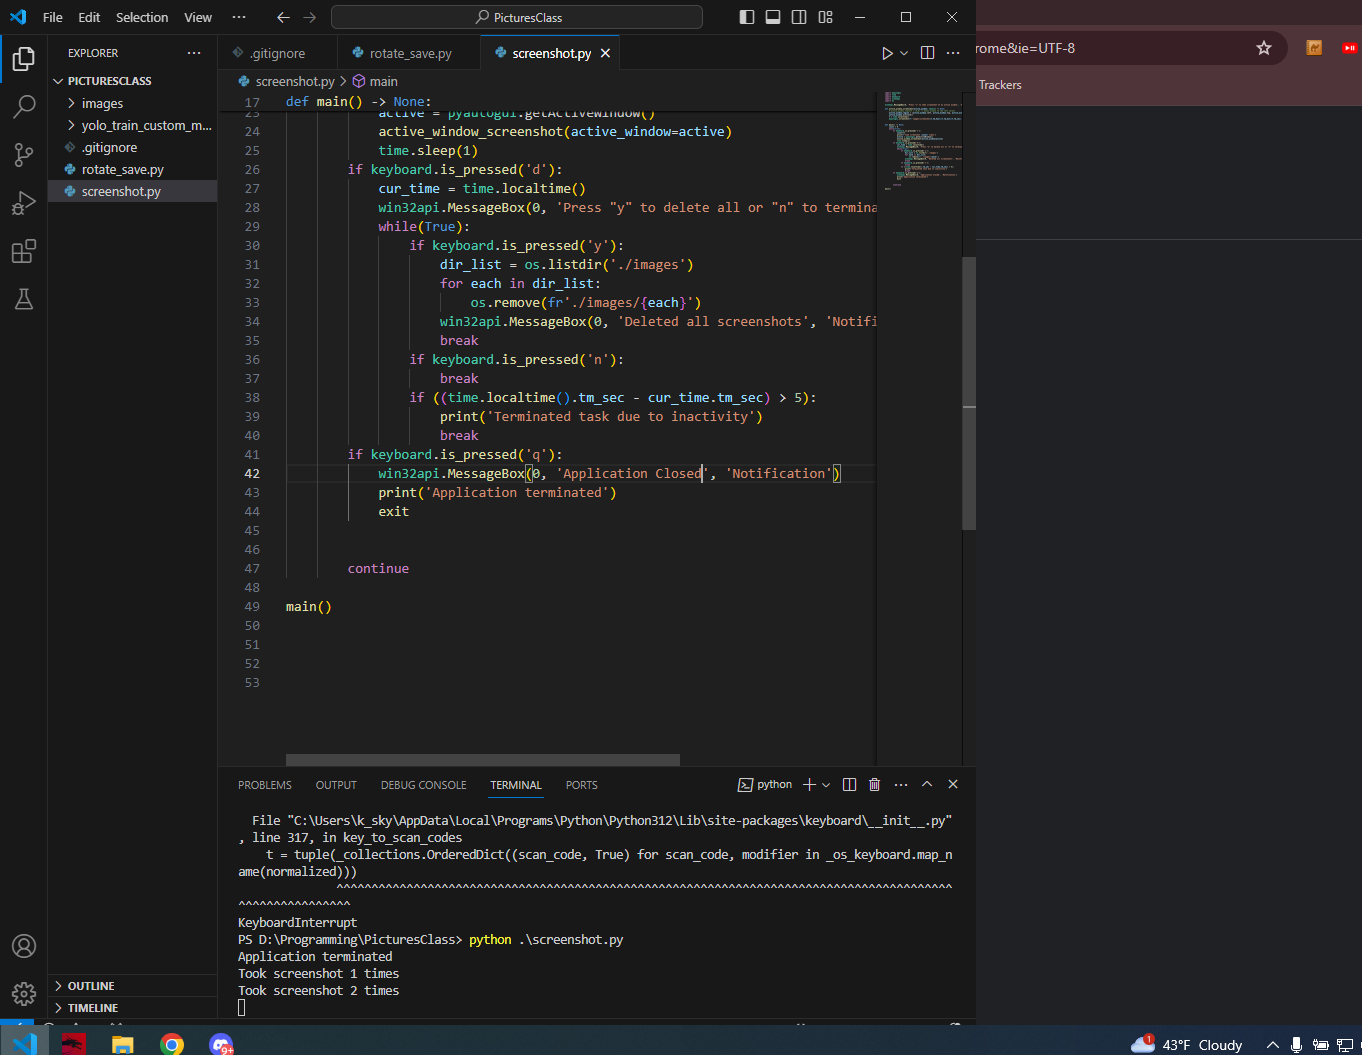 File Edit Selection View ··· PicturesClass
rome&ie=UTF-8
Trackers
EXPLORER ···
PICTURESCLASS
images
yolo_train_custom_m...
.gitignore
rotate_save.py
screenshot.py
OUTLINE
TIMELINE
.gitignore rotate_save.py screenshot.py
screenshot.py > main
17 def main() -> None:
23 active = pyautogui.getActiveWindow()
24 active_window_screenshot(active_window=active)
25 time.sleep(1)
26 if keyboard.is_pressed('d'):
27 cur_time = time.localtime()
28 win32api.MessageBox(0, 'Press "y" to delete all or "n" to termina
29 while(True):
30 if keyboard.is_pressed('y'):
31 dir_list = os.listdir('./images')
32 for each in dir_list:
33 os.remove(fr'./images/{each}')
34 win32api.MessageBox(0, 'Deleted all screenshots', 'Notifi
35 break
36 if keyboard.is_pressed('n'):
37 break
38 if ((time.localtime().tm_sec - cur_time.tm_sec) > 5):
39 print('Terminated task due to inactivity')
40 break
41 if keyboard.is_pressed('q'):
42 win32api.MessageBox(0, 'Application Closed', 'Notification')
43 print('Application terminated')
44 exit
45
46
47 continue
48
49 main()
50
51
52
53
PROBLEMS OUTPUT DEBUG CONSOLE TERMINAL PORTS python
File "C:\Users\k_sky\AppData\Local\Programs\Python\Python312\Lib\site-packages\keyboard\__init__.py"
, line 317, in key_to_scan_codes
t = tuple(_collections.OrderedDict((scan_code, True) for scan_code, modifier in _os_keyboard.map_n
ame(normalized)))
^^^^^^^^^^^^^^^^^^^^^^^^^^^^^^^^^^^^^^^^^^^^^^^^^^^^^^^^^^^^^^^^^^^^^^^^^^^^^^^^^^^^^^^^
^^^^^^^^^^^^^^^^
KeyboardInterrupt
PS D:\Programming\PicturesClass> python .\screenshot.py
Application terminated
Took screenshot 1 times
Took screenshot 2 times
9+
1
43°F Cloudy